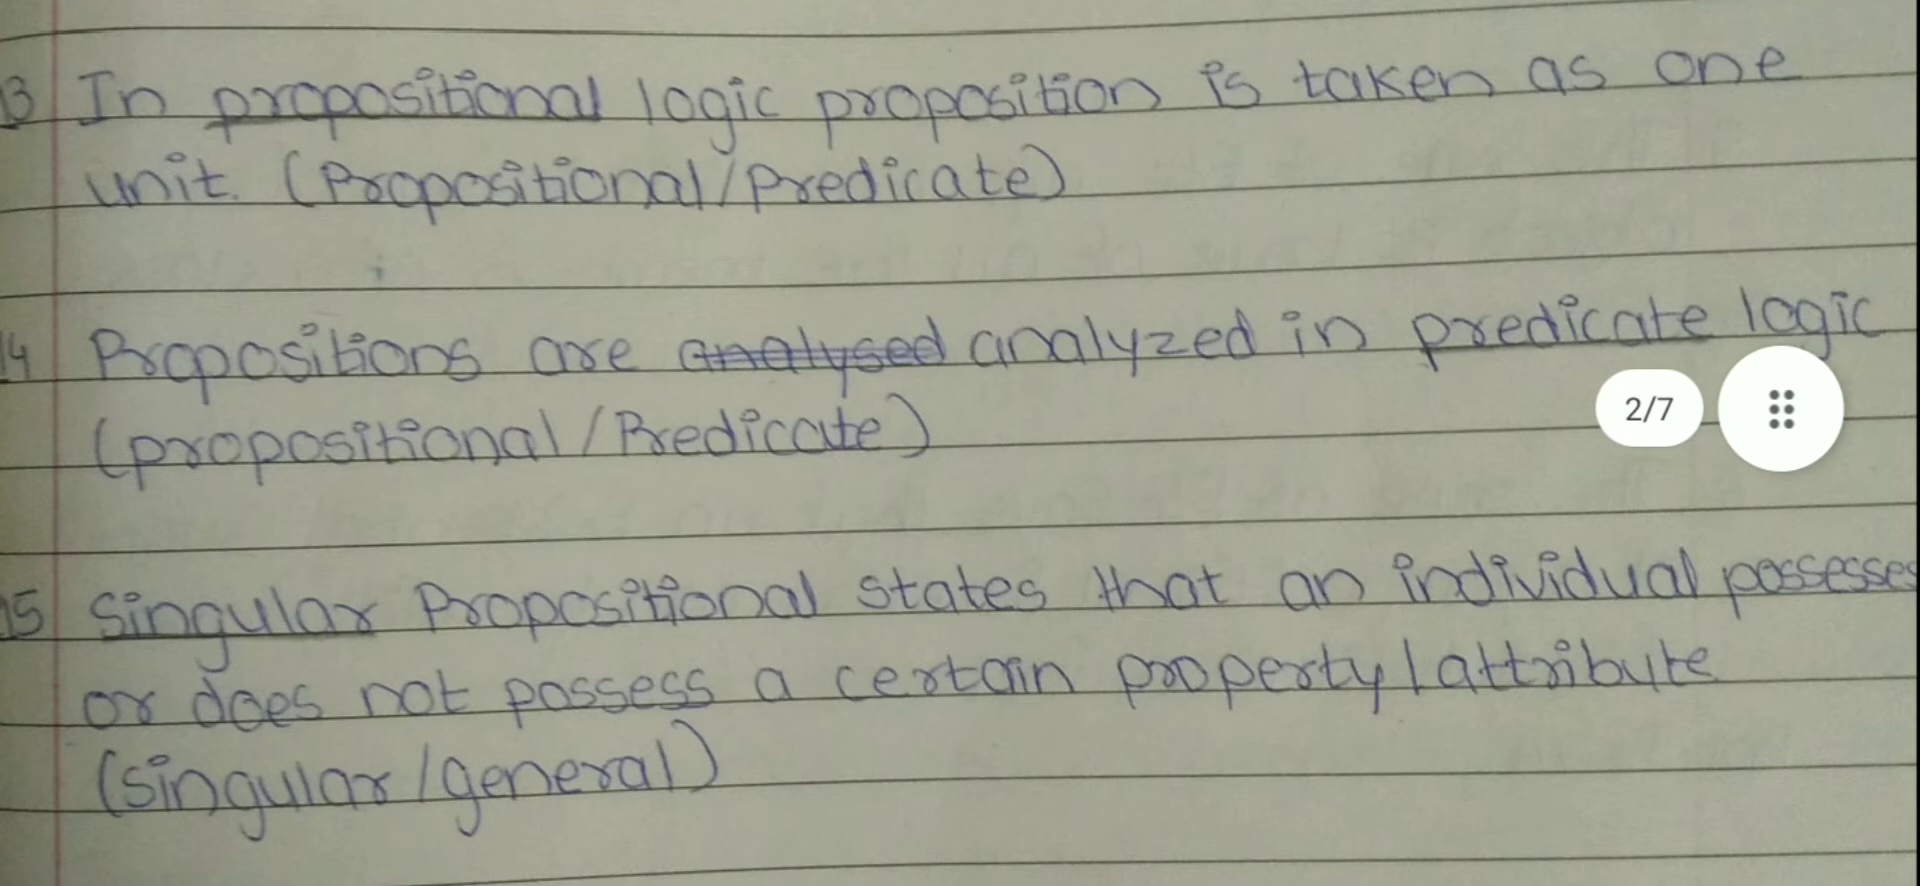 13 In propositional logic proposition is taken as one
unit. (Propositional/Predicate)
14 Propositions are analysed analyzed in predicate logic
2/7
(propositional/Predicate)
15 Singular Propositional states that an individual possesses
or does not possess a certain property/attribute
(singular/general)